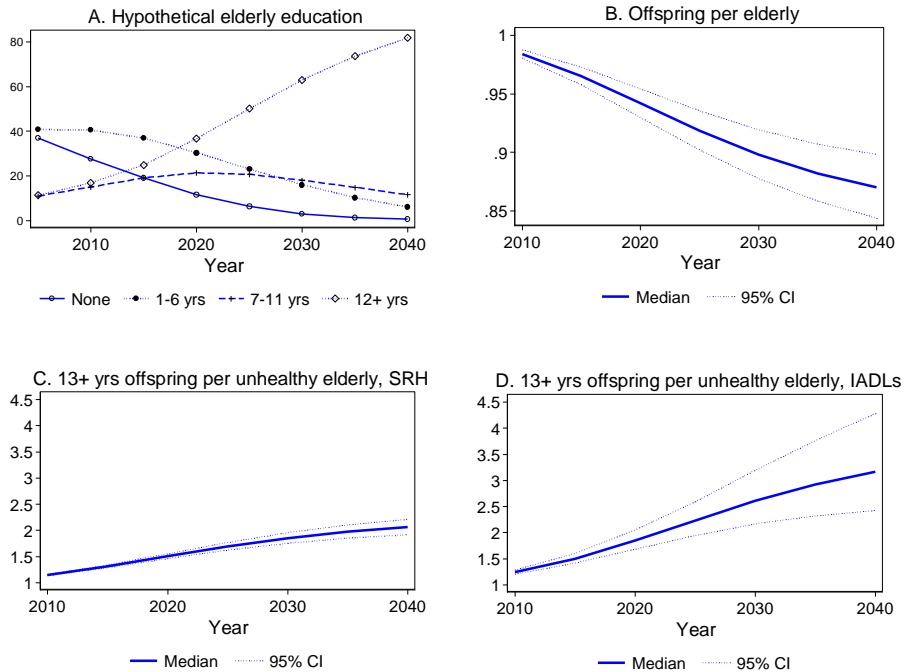 A. Hypothetical elderly education
80
60
40
20
0
2010 2020 2030 2040
Year
None 1-6 yrs 7-11 yrs 12+ yrs
B. Offspring per elderly
1
.95
.9
.85
2010 2020 2030 2040
Year
Median 95% CI
C. 13+ yrs offspring per unhealthy elderly, SRH
4.5
4
3.5
3
2.5
2
1.5
1
2010 2020 2030 2040
Year
Median 95% CI
D. 13+ yrs offspring per unhealthy elderly, IADLs
4.5
4
3.5
3
2.5
2
1.5
1
2010 2020 2030 2040
Year
Median 95% CI